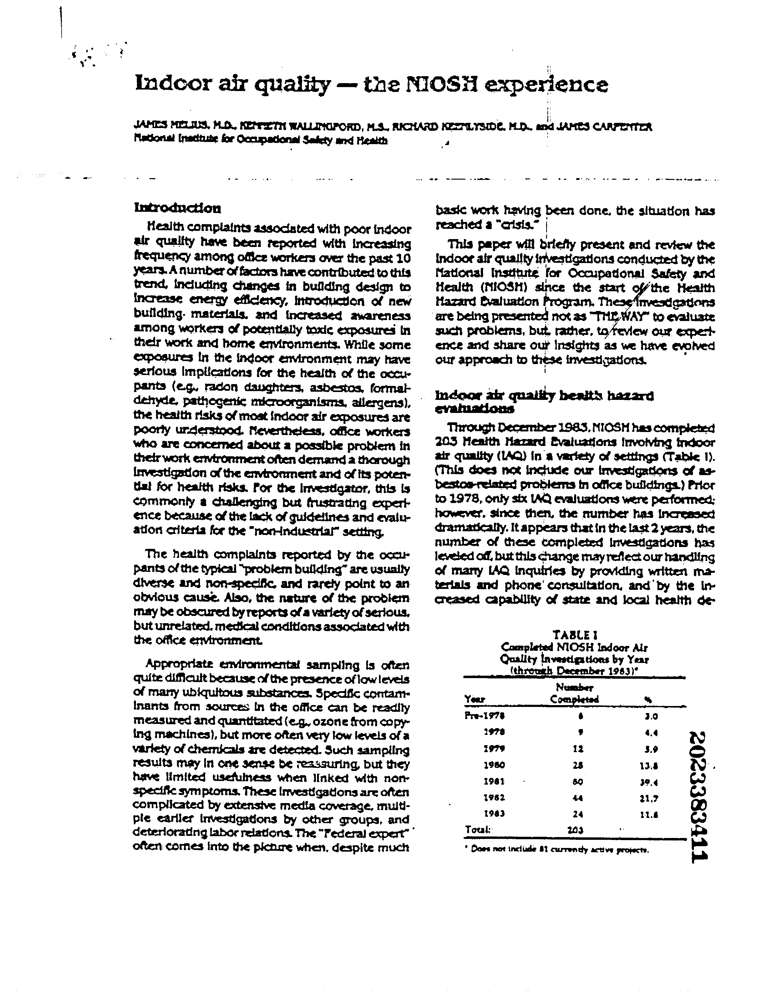 Indoor air quality — the NIOSH experience
JAMES MELIUS, M.D., KENNETH WALLINGFORD, M.S., RICHARD KEENLYSIDE, M.D., and JAMES CARPENTER
National Institute for Occupational Safety and Health
Introduction
Health complaints associated with poor indoor
air quality have been reported with increasing
frequency among office workers over the past 10
years. A number of factors have contributed to this
trend, including changes in building design to
increase energy efficiency, introduction of new
building materials, and increased awareness
among workers of potentially toxic exposures in
their work and home environments. While some
exposures in the indoor environment may have
serious implications for the health of the occu-
pants (e.g., radon daughters, asbestos, formal-
dehyde, pathogenic microorganisms, allergens),
the health risks of most indoor air exposures are
poorly understood. Nevertheless, office workers
who are concerned about a possible problem in
their work environment often demand a thorough
investigation of the environment and of its poten-
tial for health risks. For the investigator, this is
commonly a challenging but frustrating experi-
ence because of the lack of guidelines and evalu-
ation criteria for the "non-industrial" setting.
The health complaints reported by the occu-
pants of the typical "problem building" are usually
diverse and non-specific, and rarely point to an
obvious cause. Also, the nature of the problem
may be obscured by reports of a variety of serious,
but unrelated, medical conditions associated with
the office environment.
Appropriate environmental sampling is often
quite difficult because of the presence of low levels
of many ubiquitous substances. Specific contam-
inants from sources in the office can be readily
measured and quantitated (e.g., ozone from copy-
ing machines), but more often very low levels of a
variety of chemicals are detected. Such sampling
results may in one sense be reassuring, but they
have limited usefulness when linked with non-
specific symptoms. These investigations are often
complicated by extensive media coverage, multi-
ple earlier investigations by other groups, and
deteriorating labor relations. The "Federal expert"
often comes into the picture when, despite much
basic work having been done, the situation has
reached a "crisis."
This paper will briefly present and review the
indoor air quality investigations conducted by the
National Institute for Occupational Safety and
Health (NIOSH) since the start of the Health
Hazard Evaluation Program. These investigations
are being presented not as "THE WAY" to evaluate
such problems, but, rather, to review our experi-
ence and share our insights as we have evolved
our approach to these investigations.
Indoor air quality health hazard
evaluations
Through December 1983, NIOSH has completed
203 Health Hazard Evaluations involving indoor
air quality (IAQ) in a variety of settings (Table I).
(This does not include our investigations of as-
bestos-related problems in office buildings.) Prior
to 1978, only six IAQ evaluations were performed;
however, since then, the number has increased
dramatically. It appears that in the last 2 years, the
number of these completed investigations has
leveled off, but this change may reflect our handling
of many IAQ inquiries by providing written ma-
terials and phone consultation, and by the in-
creased capability of state and local health de-
TABLE I
Completed NIOSH Indoor Air
Quality Investigations by Year
(through December 1983)*
Number
Year Completed %
Pre-1978 6 3.0
1978 9 4.4
1979 12 5.9
1980 28 13.8
1981 80 39.4
1982 44 21.7
1983 24 11.8
Total: 203
* Does not include 81 currently active projects.
2023383411